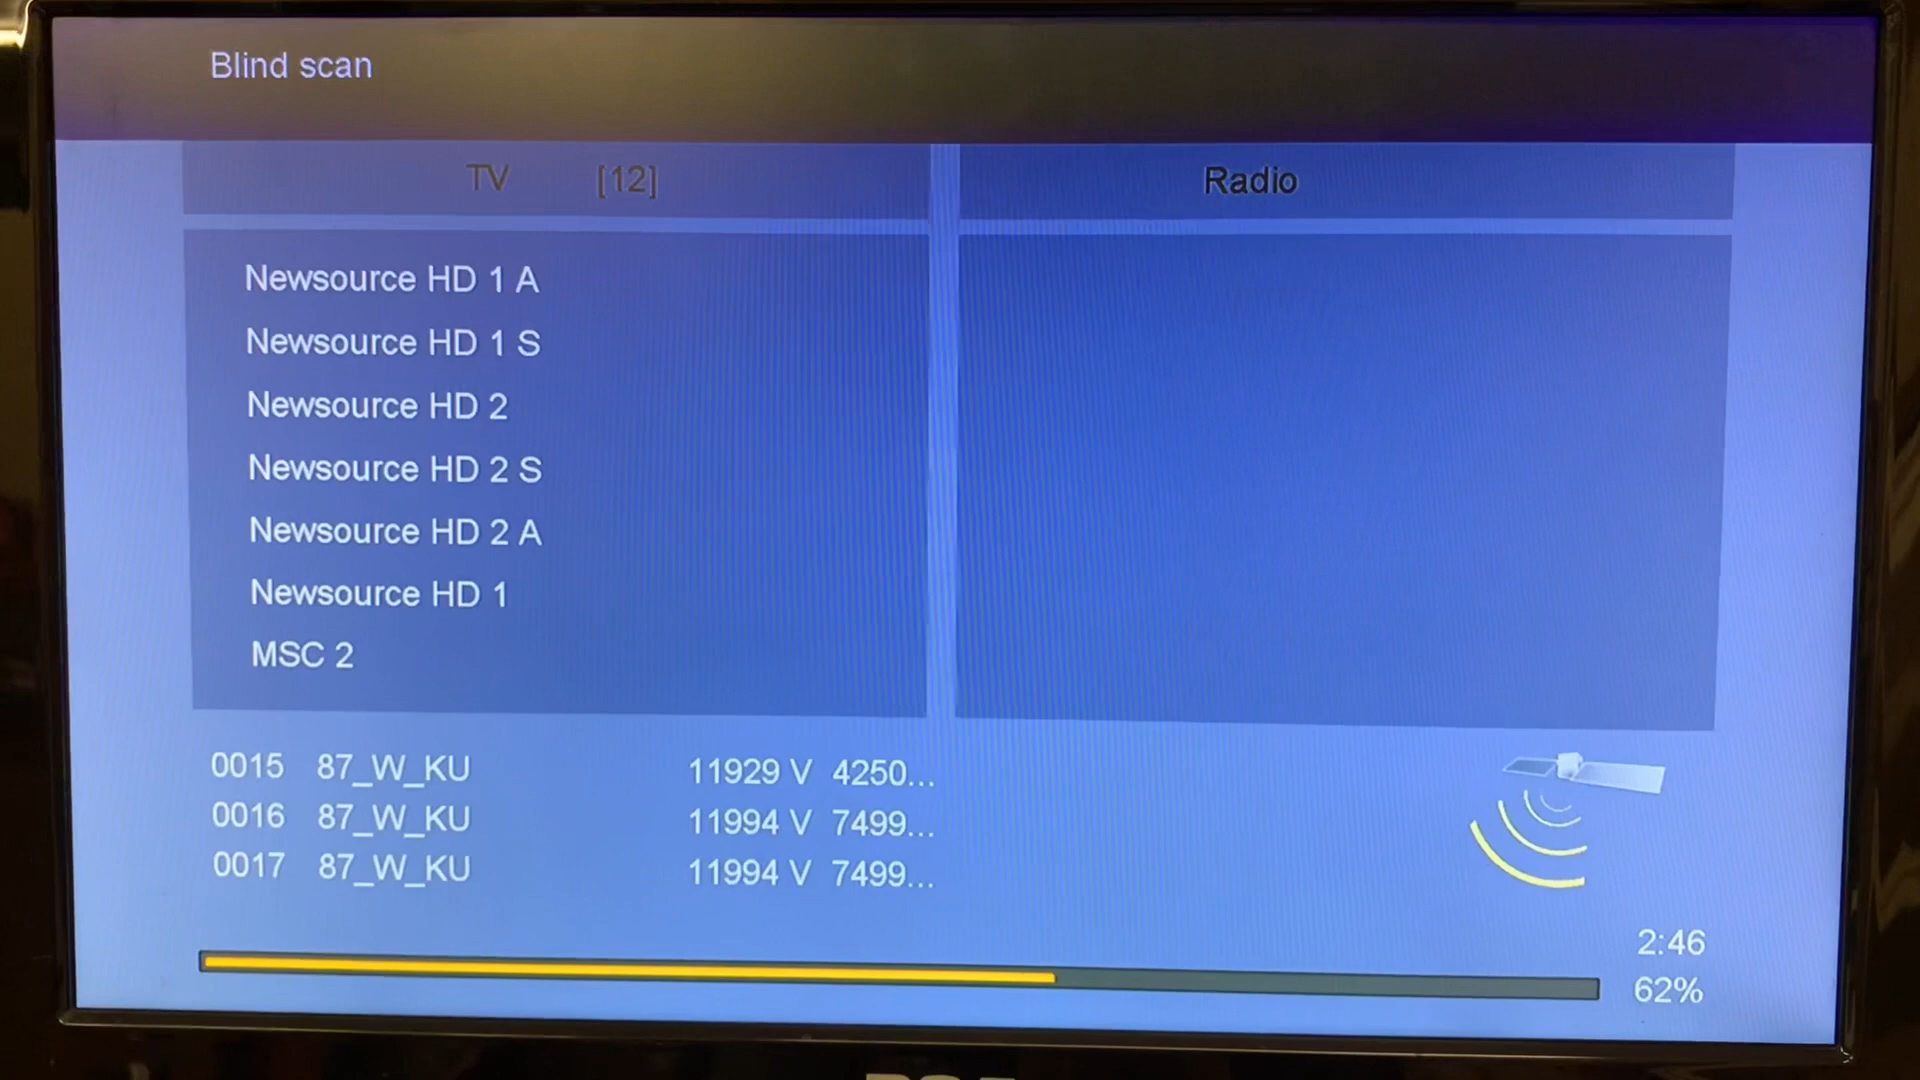 Blind scan
TV [12]
Radio
Newsource HD 1 A
Newsource HD 1 S
Newsource HD 2
Newsource HD 2 S
Newsource HD 2 A
Newsource HD 1
MSC 2
0015 87_W_KU 11929 V 4250...
0016 87_W_KU 11994 V 7499...
0017 87_W_KU 11994 V 7499...
2:46
62%